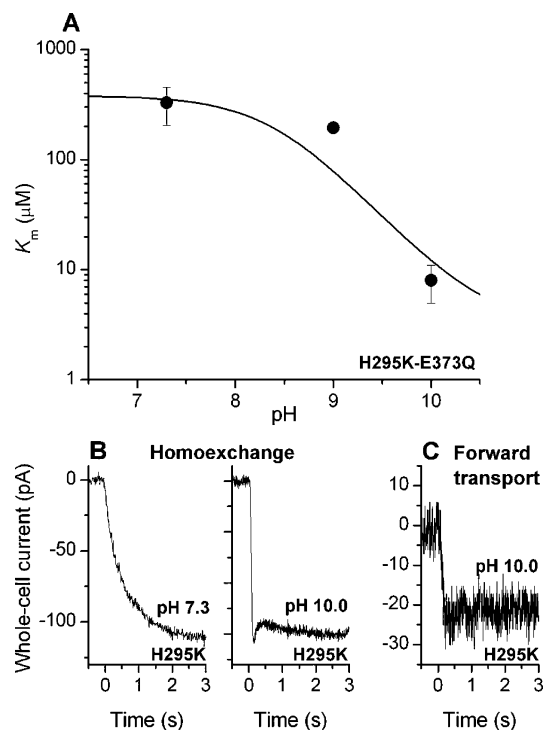 A
1000
100
10
1
K_m (μM)
7 8 9 10
pH
H295K-E373Q
B Homoexchange
C Forward
transport
Whole-cell current (pA)
0
-50
-100
pH 7.3
H295K
0 1 2 3
Time (s)
pH 10.0
H295K
0 1 2 3
Time (s)
0
-10
-20
-30
pH 10.0
H295K
0 1 2 3
Time (s)